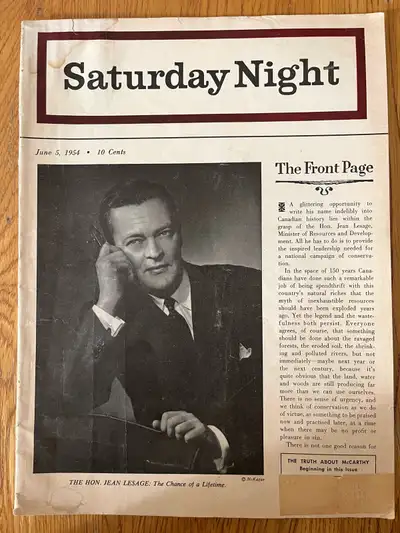 Saturday Night
June 5, 1954 • 10 Cents
The Front Page
A glittering opportunity to
write his name indelibly into
Canadian history lies within the
grasp of the Hon. Jean Lesage,
Minister of Resources and Develop-
ment. All he has to do is to provide
the inspired leadership needed for
a national campaign of conserva-
tion.
In the space of 150 years Cana-
dians have done such a remarkable
job of being spendthrift with this
country's natural riches that the
myth of inexhaustible resources
should have been exploded years
ago. Yet the legend and the waste-
fulness both persist. Everyone
agrees, of course, that something
should be done about the ravaged
forests, the eroded soil, the shrink-
ing and polluted rivers, but not
immediately—maybe next year or
the next century, because it's
quite obvious that the land, water
and woods are still producing far
more than we can use ourselves.
There is no sense of urgency, and
we think of conservation as we do
of virtue, as something to be praised
now and practised later, at a time
when there may be no profit or
pleasure in sin.
There is not one good reason for
THE TRUTH ABOUT McCARTHY
Beginning in this Issue
© Karsh
THE HON. JEAN LESAGE: The Chance of a Lifetime.